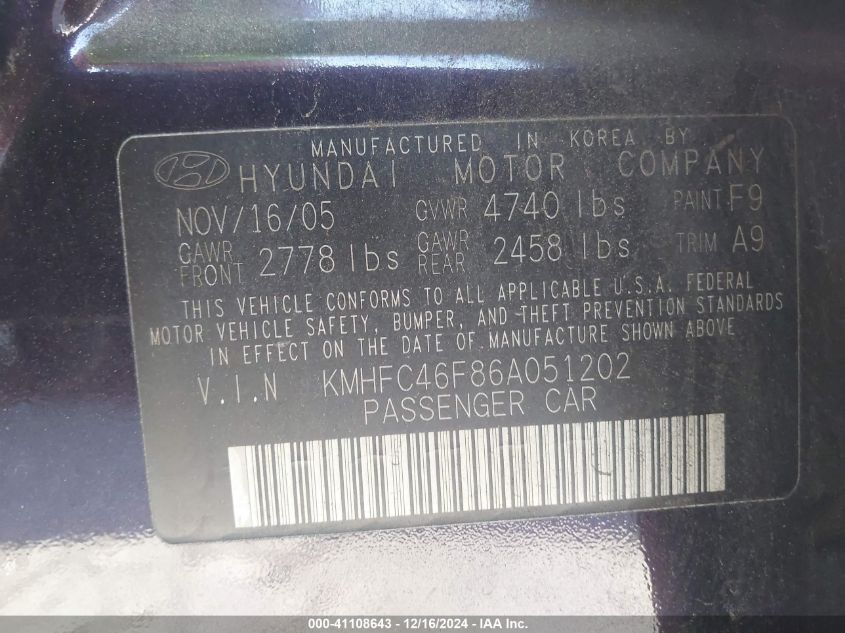 MANUFACTURED IN KOREA BY
HYUNDAI MOTOR COMPANY
NOV/16/05 GVWR 4740 lbs PAINT F9
GAWR FRONT 2778 lbs GAWR REAR 2458 lbs TRIM A9
THIS VEHICLE CONFORMS TO ALL APPLICABLE U.S.A. FEDERAL
MOTOR VEHICLE SAFETY, BUMPER, AND THEFT PREVENTION STANDARDS
IN EFFECT ON THE DATE OF MANUFACTURE SHOWN ABOVE
V.I.N KMHFC46F86A051202
PASSENGER CAR
000-41108643 - 12/16/2024 - IAA Inc.